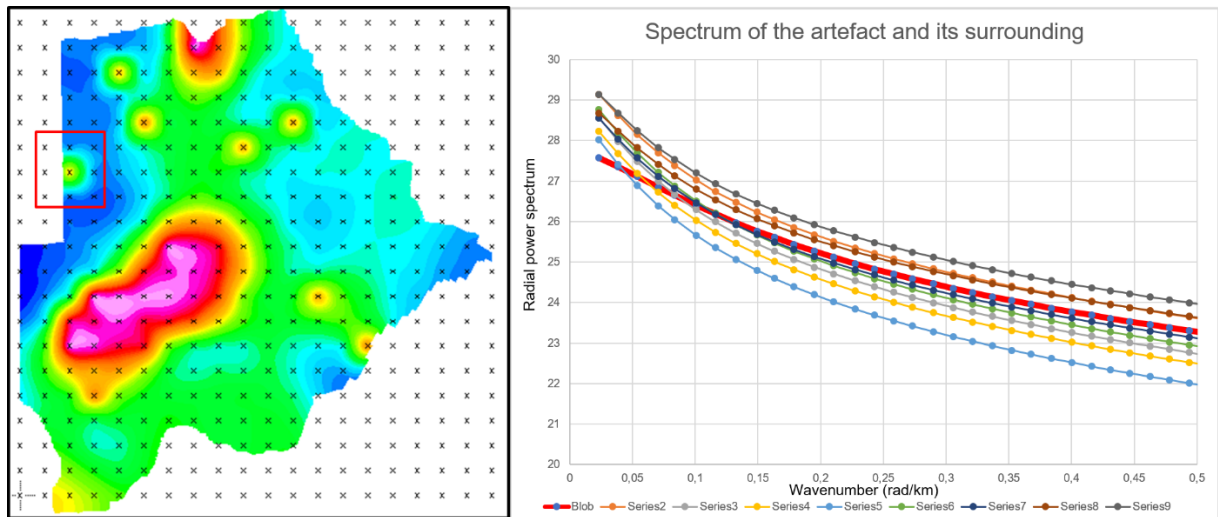 Spectrum of the artefact and its surrounding
30
29
28
27
26
25
24
23
22
21
20
Radial power spectrum
0 0,05 0,1 0,15 0,2 0,25 0,3 0,35 0,4 0,45 0,5
Wavenumber (rad/km)
Blob Series2 Series3 Series4 Series5 Series6 Series7 Series8 Series9